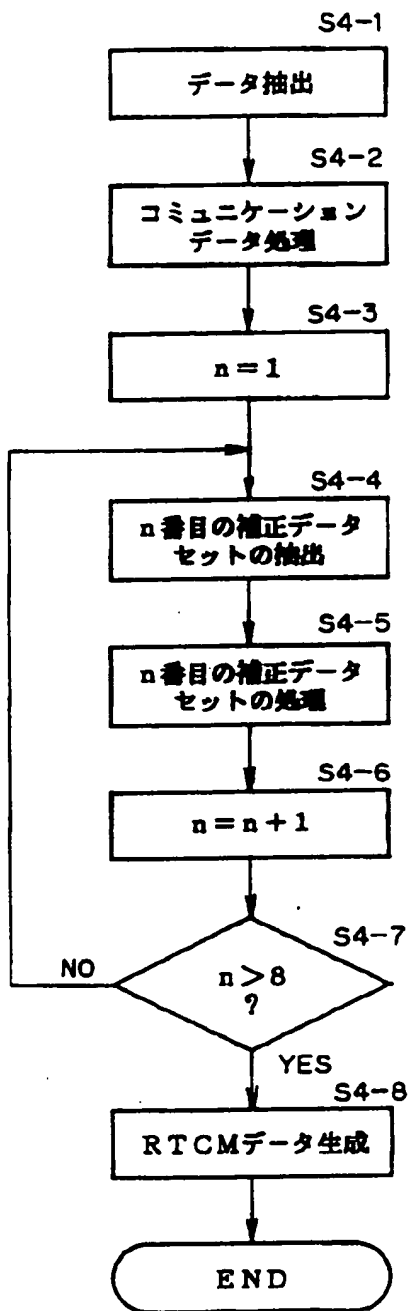 S4-1
データ抽出
S4-2
コミュニケーション
データ処理
S4-3
n=1
S4-4
n番目の補正データ
セットの抽出
S4-5
n番目の補正データ
セットの処理
S4-6
n=n+1
S4-7
NO
n>8
?
YES
S4-8
RTCMデータ生成
END